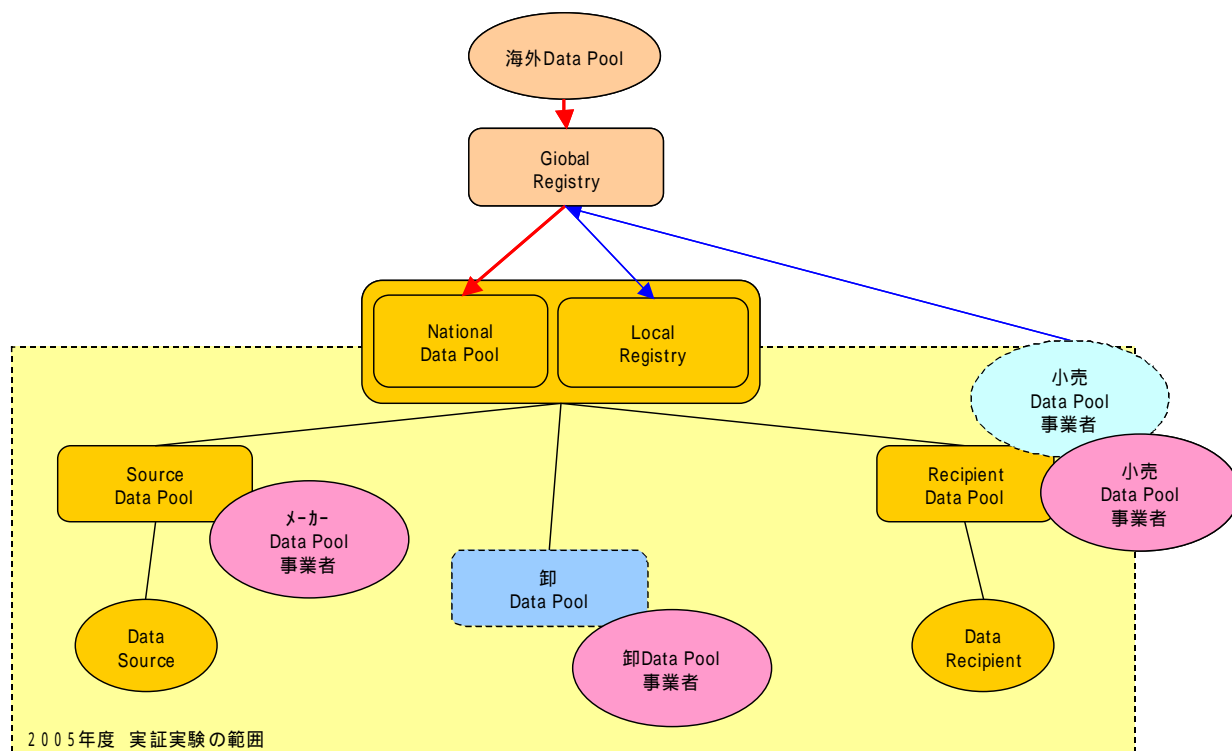 海外Data Pool
Giobal
Registry
National
Data Pool
Local
Registry
小売
Data Pool
事業者
Source
Data Pool
Recipient
Data Pool
小売
Data Pool
事業者
ﾒｰｶｰ
Data Pool
事業者
卸
Data Pool
Data
Source
Data
Recipient
卸Data Pool
事業者
2005年度 実証実験の範囲